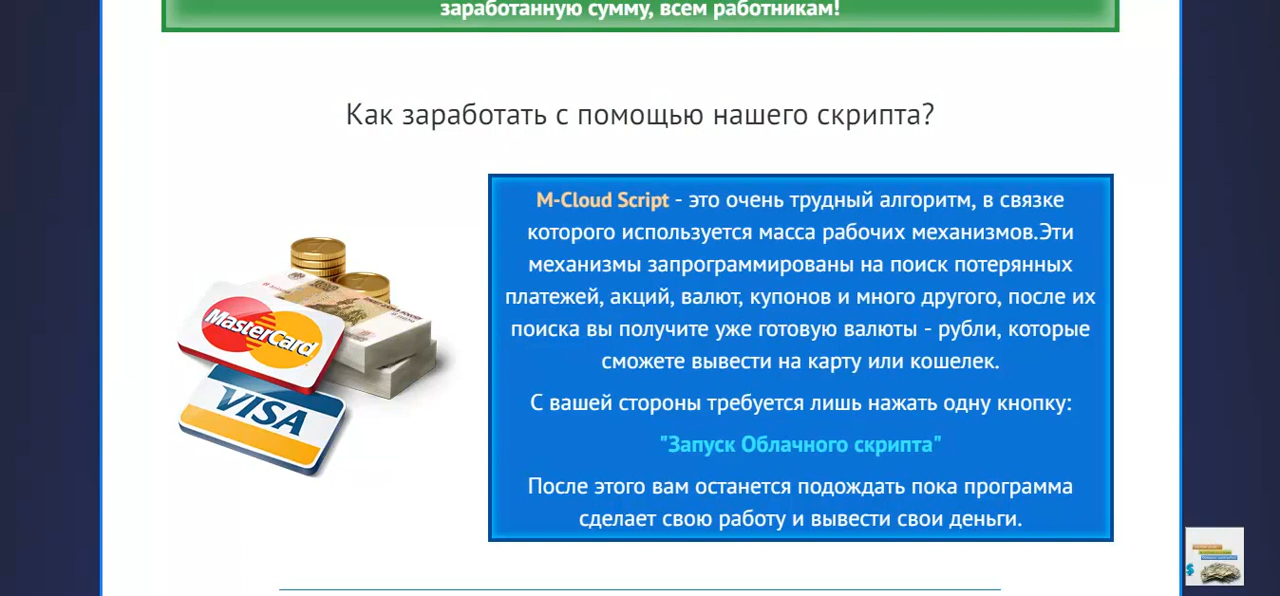 заработанную сумму, всем работникам!
Как заработать с помощью нашего скрипта?
M-Cloud Script - это очень трудный алгоритм, в связке
которого используется масса рабочих механизмов.Эти
механизмы запрограммированы на поиск потерянных
платежей, акций, валют, купонов и много другого, после их
поиска вы получите уже готовую валюты - рубли, которые
сможете вывести на карту или кошелек.
С вашей стороны требуется лишь нажать одну кнопку:
"Запуск Облачного скрипта"
После этого вам останется подождать пока программа
сделает свою работу и вывести свои деньги.
MasterCard
VISA